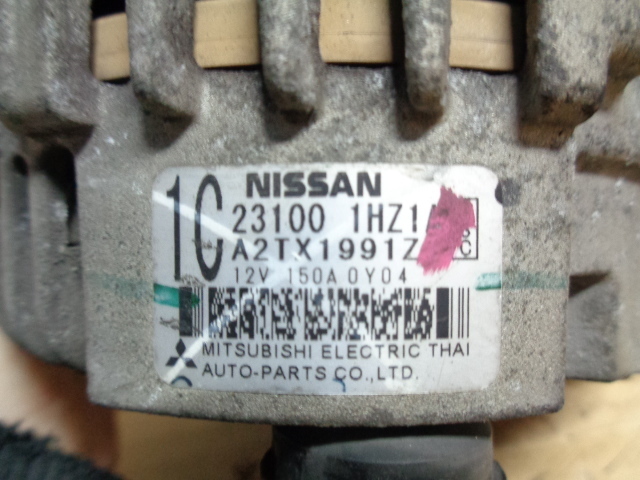 1C NISSAN
23100 1HZ1
A2TX1991Z C
12V 150A 0Y04
MITSUBISHI ELECTRIC THAI
AUTO-PARTS CO.,LTD.